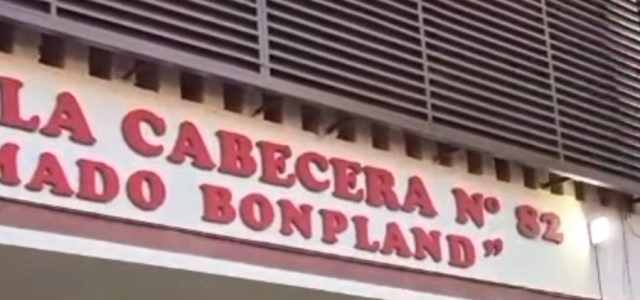 LA CABECERA Nº 82
MADO BONPLAND”